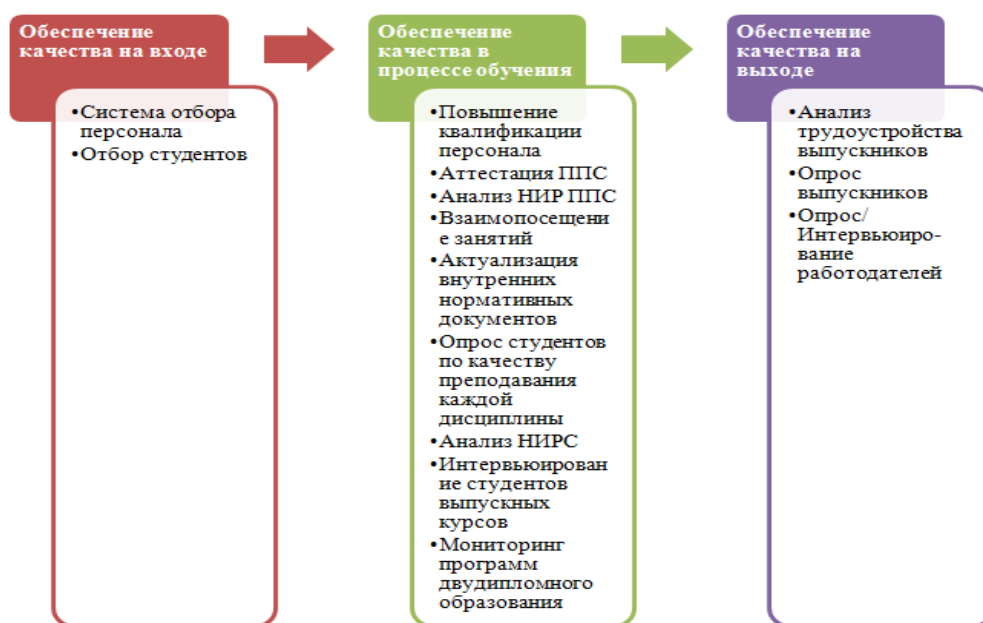 Обеспечение
качества на входе
•Система отбора
персонала
•Отбор студентов
Обеспечение
качества в
процессе обучения
•Повышение
квалификации
персонала
•Аттестация ППС
•Анализ НИР ППС
•Взаимопосещени
е занятий
•Актуализация
внутренних
нормативных
документов
•Опрос студентов
по качеству
преподавания
каждой
дисциплины
•Анализ НИРС
•Интервьюирован
ие студентов
выпускных
курсов
•Мониторинг
программ
двудипломного
образования
Обеспечение
качества на
выходе
•Анализ
трудоустройства
выпускников
•Опрос
выпускников
•Опрос/
Интервьюиро-
вание
работодателей